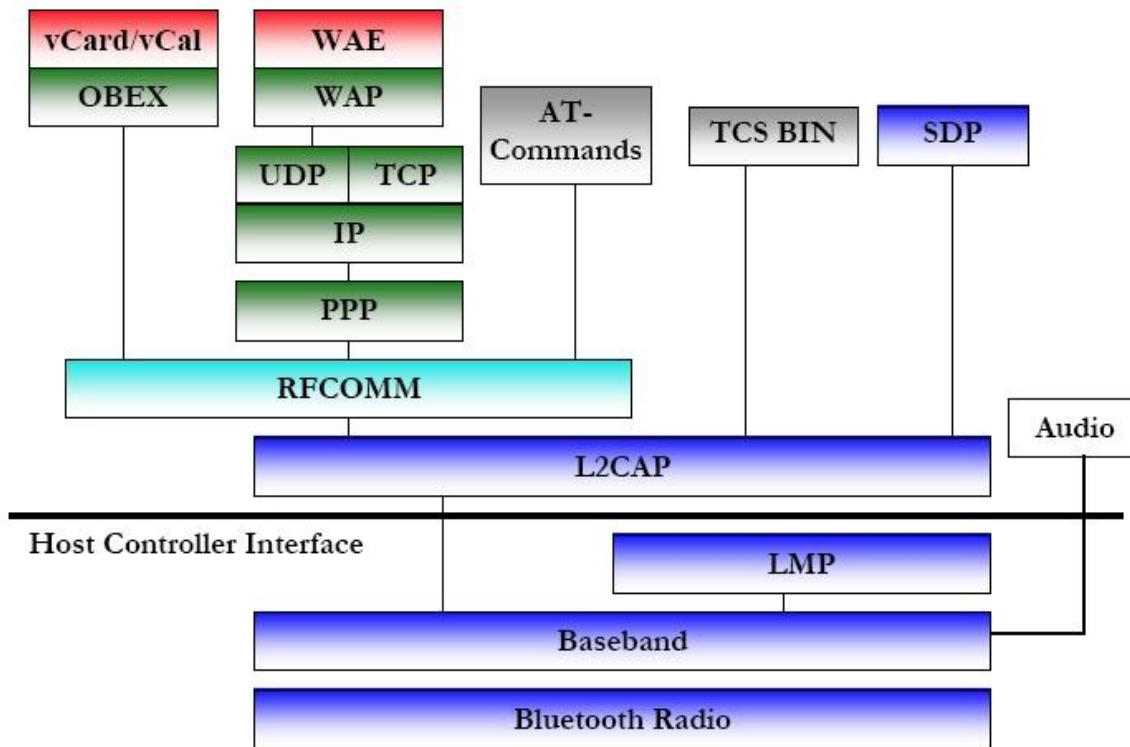 vCard/vCal
WAE
OBEX
WAP
AT-
Commands
TCS BIN
SDP
UDP
TCP
IP
PPP
RFCOMM
Audio
L2CAP
Host Controller Interface
LMP
Baseband
Bluetooth Radio